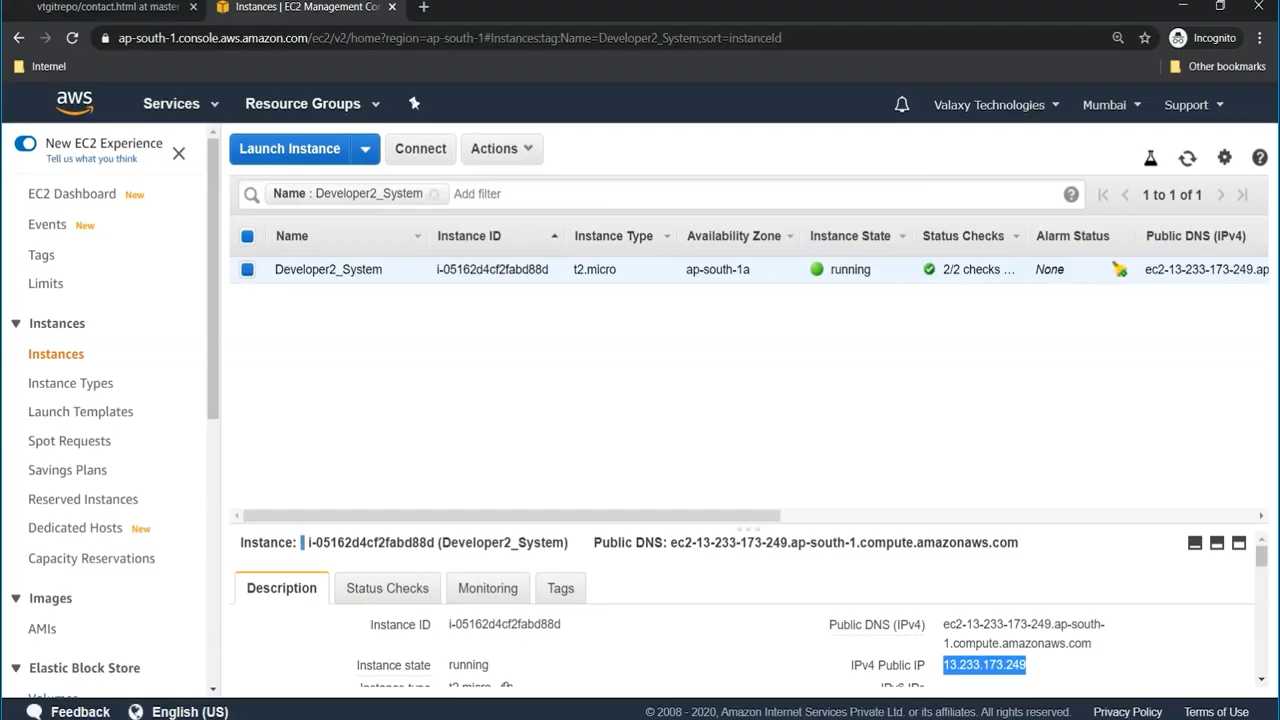 vtgitrepo/contact.html at master
Instances | EC2 Management Cor
ap-south-1.console.aws.amazon.com/ec2/v2/home?region=ap-south-1#Instances:tag:Name=Developer2_System;sort=instanceId
Incognito
Internel
Other bookmarks
aws
Services
Resource Groups
Valaxy Technologies
Mumbai
Support
New EC2 Experience
Tell us what you think
EC2 Dashboard New
Events New
Tags
Limits
Instances
Instances
Instance Types
Launch Templates
Spot Requests
Savings Plans
Reserved Instances
Dedicated Hosts New
Capacity Reservations
Images
AMIs
Elastic Block Store
Volumes
Launch Instance
Connect
Actions
Name : Developer2_System
Add filter
1 to 1 of 1
Name
Instance ID
Instance Type
Availability Zone
Instance State
Status Checks
Alarm Status
Public DNS (IPv4)
Developer2_System
i-05162d4cf2fabd88d
t2.micro
ap-south-1a
running
2/2 checks ...
None
ec2-13-233-173-249.ap
Instance: i-05162d4cf2fabd88d (Developer2_System)
Public DNS: ec2-13-233-173-249.ap-south-1.compute.amazonaws.com
Description
Status Checks
Monitoring
Tags
Instance ID
i-05162d4cf2fabd88d
Public DNS (IPv4)
ec2-13-233-173-249.ap-south-
1.compute.amazonaws.com
Instance state
running
IPv4 Public IP
13.233.173.249
Instance type
t2.micro
IPv6 IPs
Feedback
English (US)
© 2008 - 2020, Amazon Internet Services Private Ltd. or its affiliates. All rights reserved.
Privacy Policy
Terms of Use